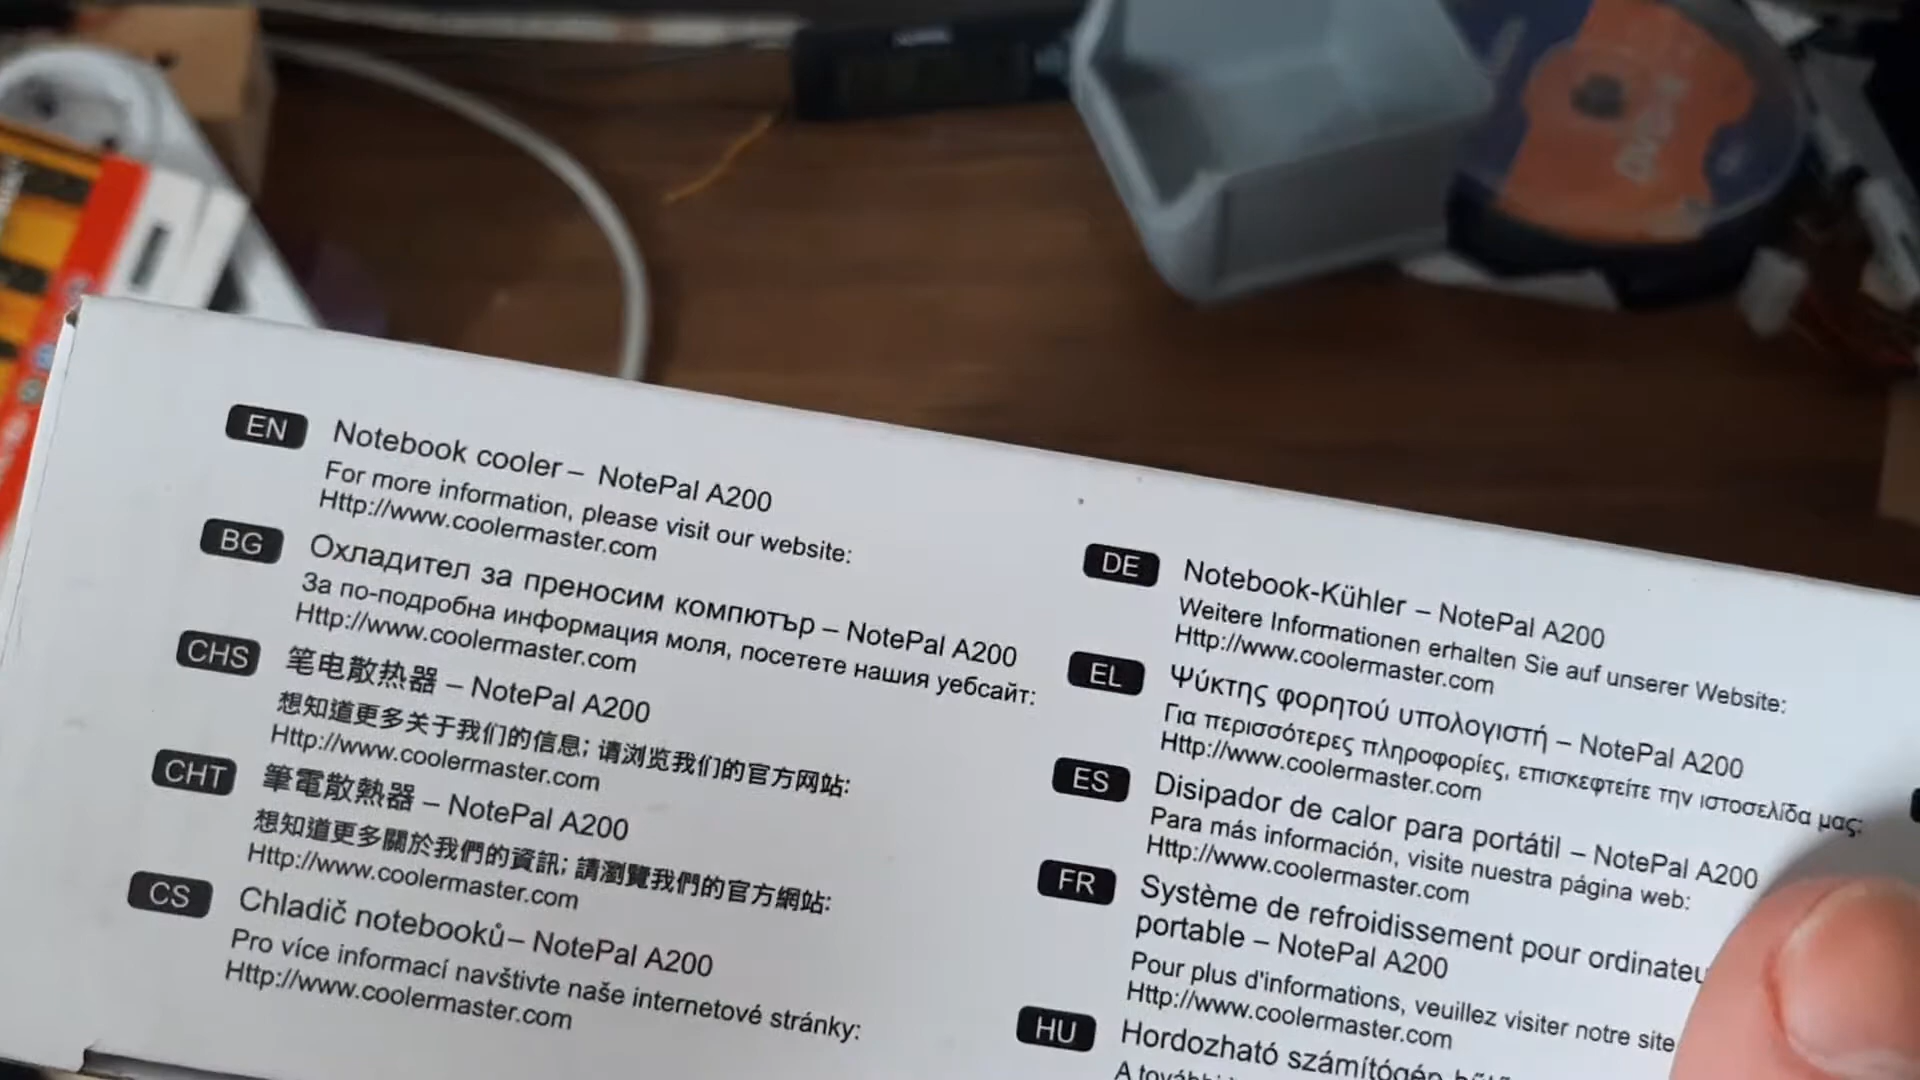 EN Notebook cooler – NotePal A200
For more information, please visit our website:
Http://www.coolermaster.com
BG Охладител за преносим компютър – NotePal A200
За по-подробна информация моля, посетете нашия уебсайт:
Http://www.coolermaster.com
CHS 笔电散热器 – NotePal A200
想知道更多关于我们的信息; 请浏览我们的官方网站:
Http://www.coolermaster.com
CHT 筆電散熱器 – NotePal A200
想知道更多關於我們的資訊; 請瀏覽我們的官方網站:
Http://www.coolermaster.com
CS Chladič notebooků– NotePal A200
Pro více informací navštivte naše internetové stránky:
Http://www.coolermaster.com
DE Notebook-Kühler – NotePal A200
Weitere Informationen erhalten Sie auf unserer Website:
Http://www.coolermaster.com
EL Ψύκτης φορητού υπολογιστή – NotePal A200
Για περισσότερες πληροφορίες, επισκεφτείτε την ιστοσελίδα μας:
Http://www.coolermaster.com
ES Disipador de calor para portátil – NotePal A200
Para más información, visite nuestra página web:
Http://www.coolermaster.com
FR Système de refroidissement pour ordinateu
portable – NotePal A200
Pour plus d'informations, veuillez visiter notre site
Http://www.coolermaster.com
HU Hordozható számítógép
A